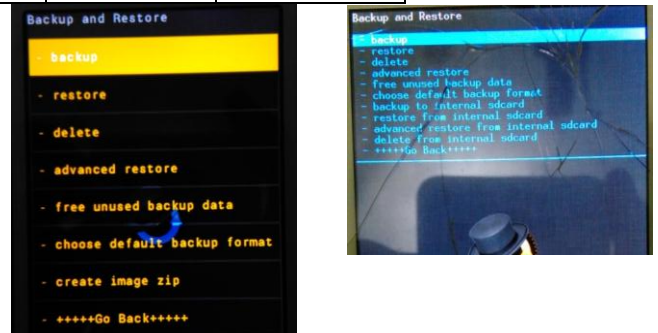 Backup and Restore
- backup
- restore
- delete
- advanced restore
- free unused backup data
- choose default backup format
- create image zip
- +++++Go Back+++++
Backup and Restore
- backup
- restore
- delete
- advanced restore
- free unused backup data
- choose default backup format
- backup to internal sdcard
- restore from internal sdcard
- advanced restore from internal sdcard
- delete from internal sdcard
- +++++Go Back+++++